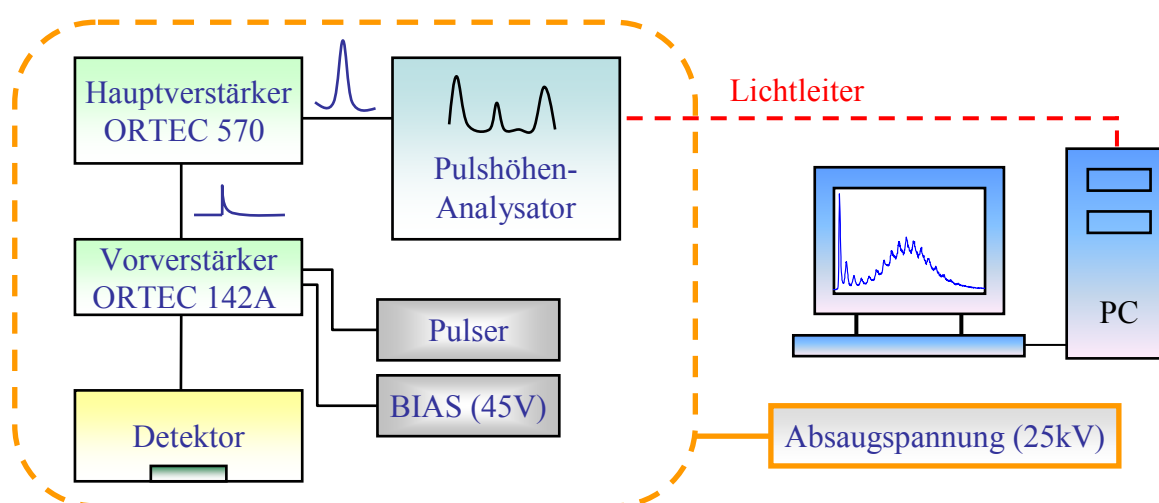 Hauptverstärker
ORTEC 570
Pulshöhen-
Analysator
Lichtleiter
Vorverstärker
ORTEC 142A
Pulser
BIAS (45V)
Detektor
PC
Absaugspannung (25kV)